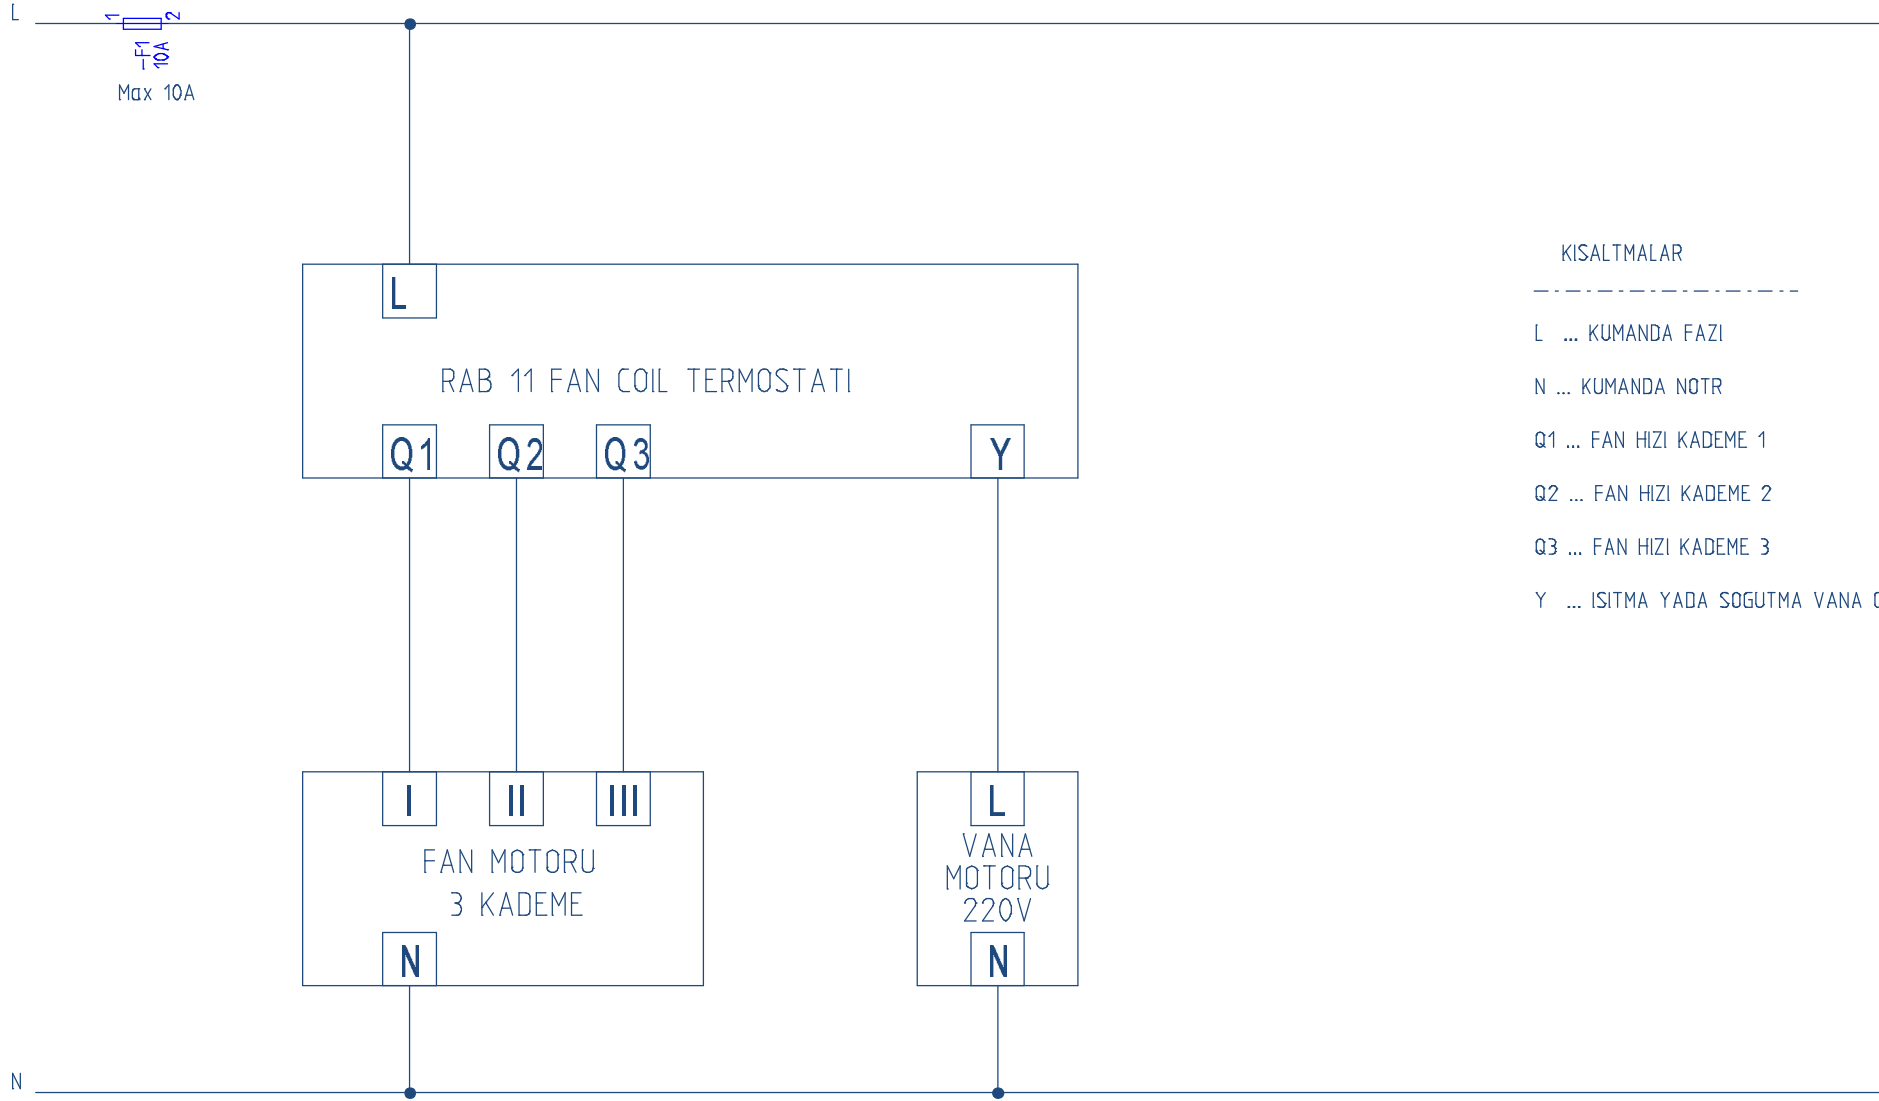 L
1
2
-F1
10A
Max 10A
L
RAB 11 FAN COIL TERMOSTATI
Q1 Q2 Q3 Y
KISALTMALAR
L ... KUMANDA FAZI
N ... KUMANDA NOTR
Q1 ... FAN HIZI KADEME 1
Q2 ... FAN HIZI KADEME 2
Q3 ... FAN HIZI KADEME 3
Y ... ISITMA YADA SOGUTMA VANA
I II III
FAN MOTORU
3 KADEME
N
L
VANA
MOTORU
220V
N
N